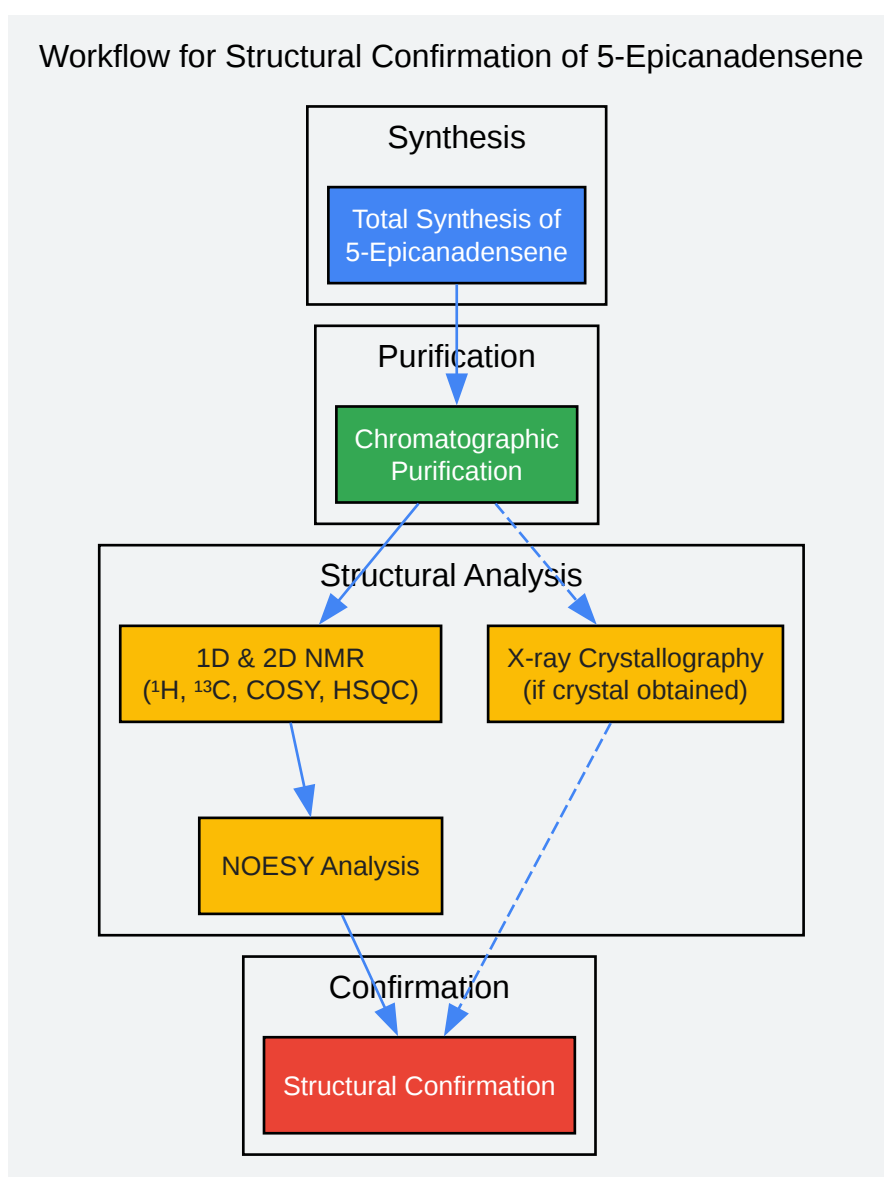 Workflow for Structural Confirmation of 5-Epicanadensene
Synthesis
Total Synthesis of
5-Epicanadensene
Purification
Chromatographic
Purification
Structural Analysis
1D & 2D NMR
(¹H, ¹³C, COSY, HSQC)
X-ray Crystallography
(if crystal obtained)
NOESY Analysis
Confirmation
Structural Confirmation